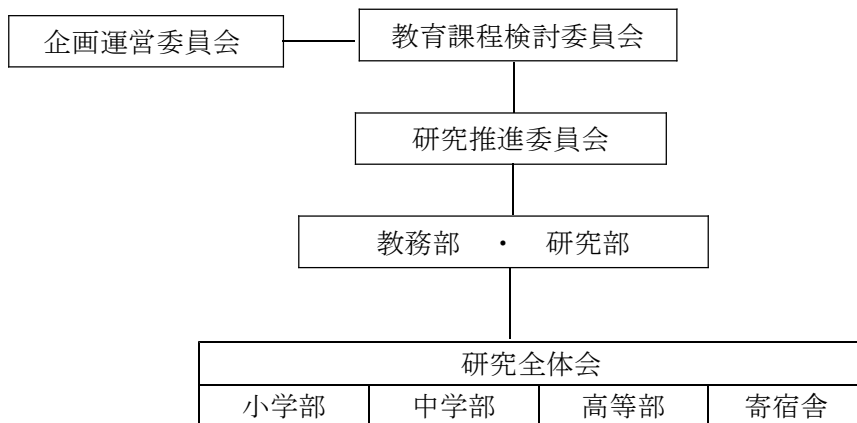 企画運営委員会
教育課程検討委員会
研究推進委員会
教務部 ・ 研究部
研究全体会
小学部 中学部 高等部 寄宿舎